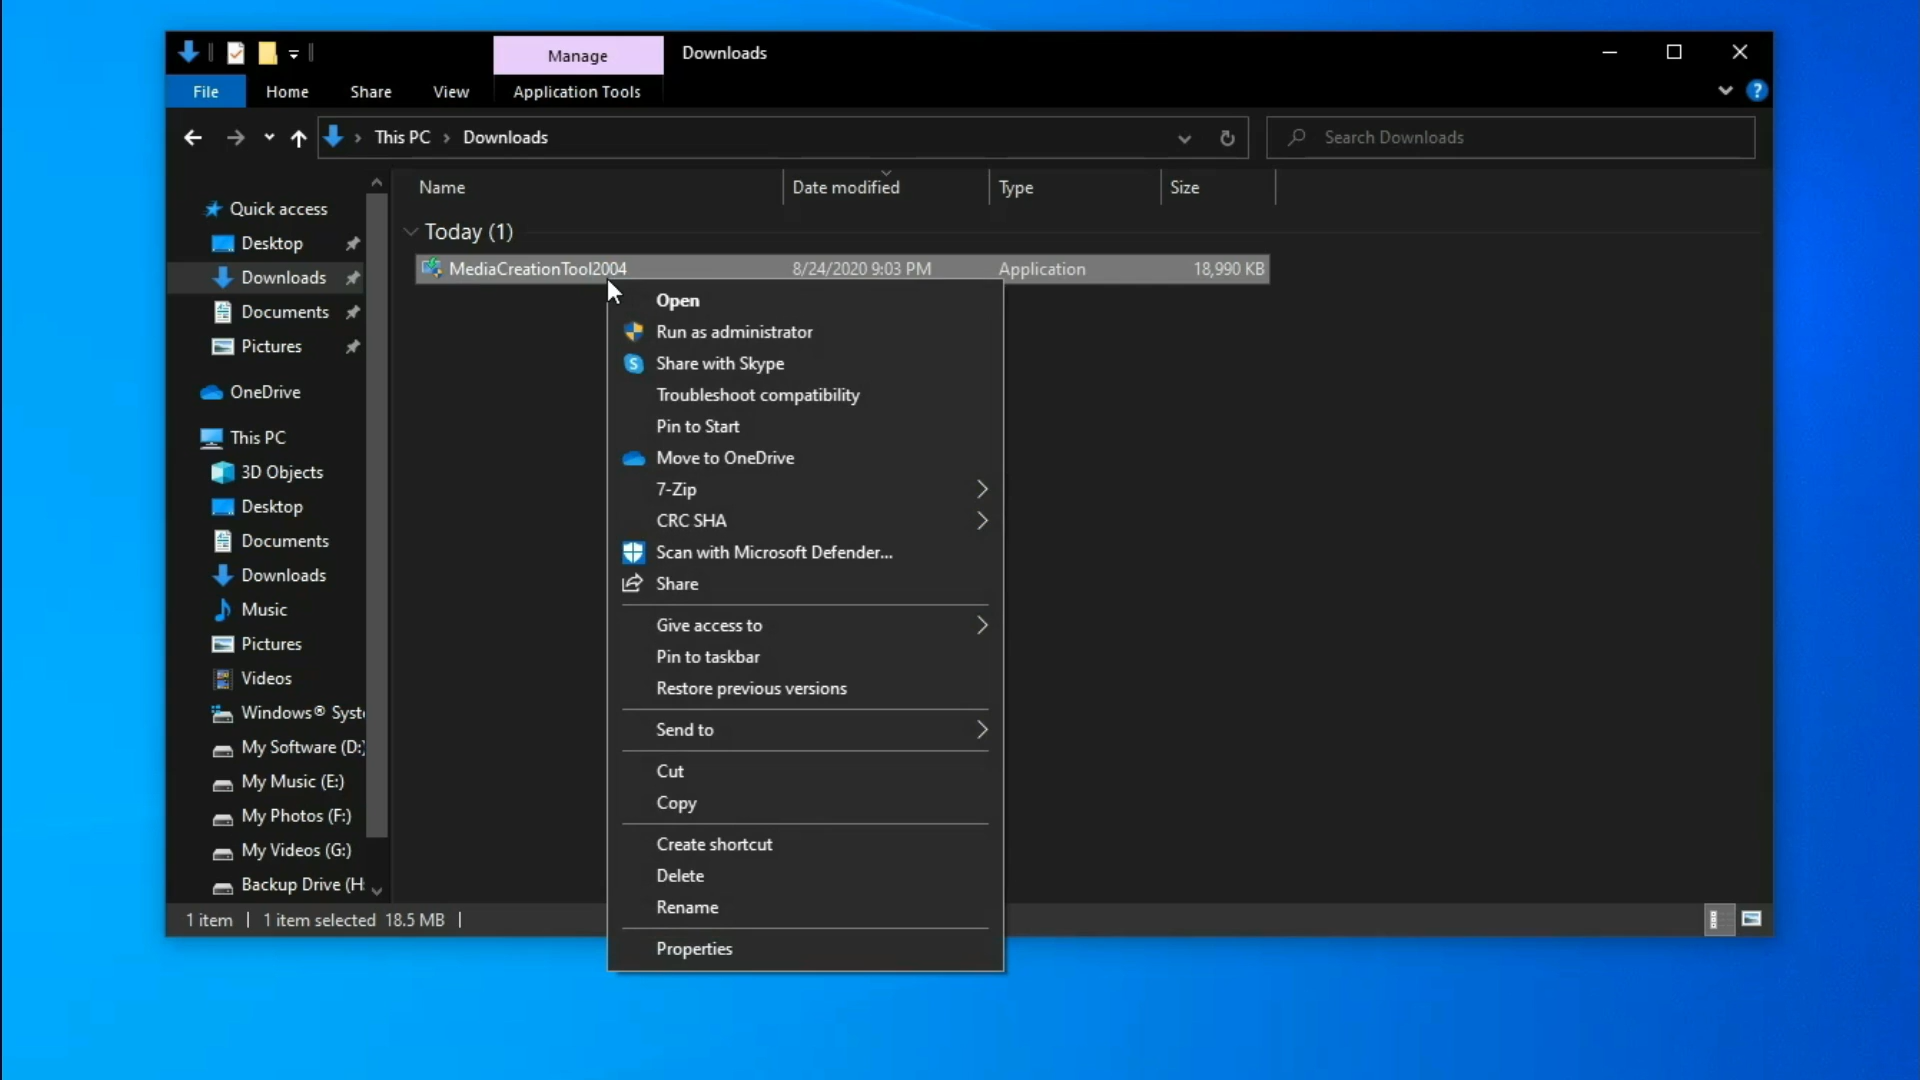 Manage
Downloads
File
Home
Share
View
Application Tools
?
This PC
Downloads
Search Downloads
Name
Date modified
Type
Size
Quick access
Desktop
Downloads
Documents
Pictures
OneDrive
This PC
3D Objects
Desktop
Documents
Downloads
Music
Pictures
Videos
Windows® Syst
My Software (D:)
My Music (E:)
My Photos (F:)
My Videos (G:)
Backup Drive (H:
Today (1)
MediaCreationTool2004 8/24/2020 9:03 PM Application 18,990 KB
Open
Run as administrator
S
Share with Skype
Troubleshoot compatibility
Pin to Start
Move to OneDrive
7-Zip
CRC SHA
Scan with Microsoft Defender...
Share
Give access to
Pin to taskbar
Restore previous versions
Send to
Cut
Copy
Create shortcut
Delete
Rename
Properties
1 item
1 item selected 18.5 MB